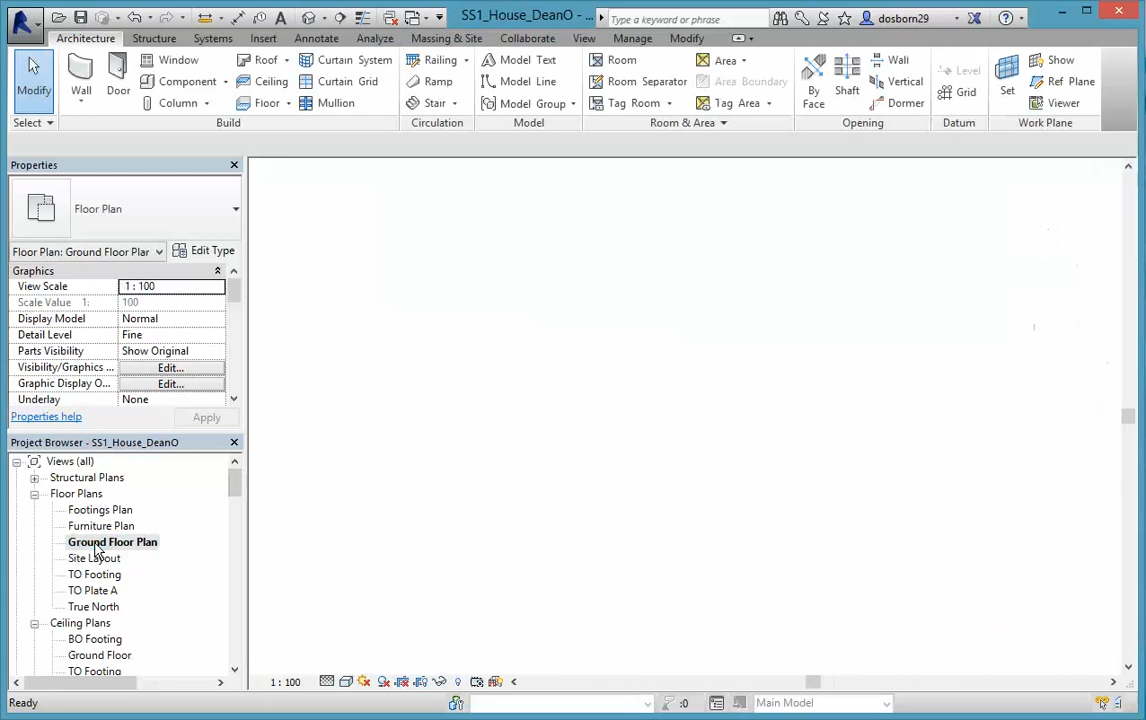 SS1_House_DeanO - ...
Type a keyword or phrase
dosborn29
Architecture Structure Systems Insert Annotate Analyze Massing & Site Collaborate View Manage Modify
Modify Wall Door Window Roof Curtain System Railing Model Text Room Area By Face Shaft Wall Level Set Show
Component Ceiling Curtain Grid Ramp Model Line Room Separator Area Boundary Vertical Grid Ref Plane
Column Floor Mullion Stair Model Group Tag Room Tag Area Dormer Viewer
Select Build Circulation Model Room & Area Opening Datum Work Plane
Properties
Floor Plan
Floor Plan: Ground Floor Plar Edit Type
Graphics
View Scale 1 : 100
Scale Value 1: 100
Display Model Normal
Detail Level Fine
Parts Visibility Show Original
Visibility/Graphics ... Edit...
Graphic Display O... Edit...
Underlay None
Properties help Apply
Project Browser - SS1_House_DeanO
Views (all)
Structural Plans
Floor Plans
Footings Plan
Furniture Plan
Ground Floor Plan
Site Layout
TO Footing
TO Plate A
True North
Ceiling Plans
BO Footing
Ground Floor
TO Footing
1 : 100
Ready :0 Main Model